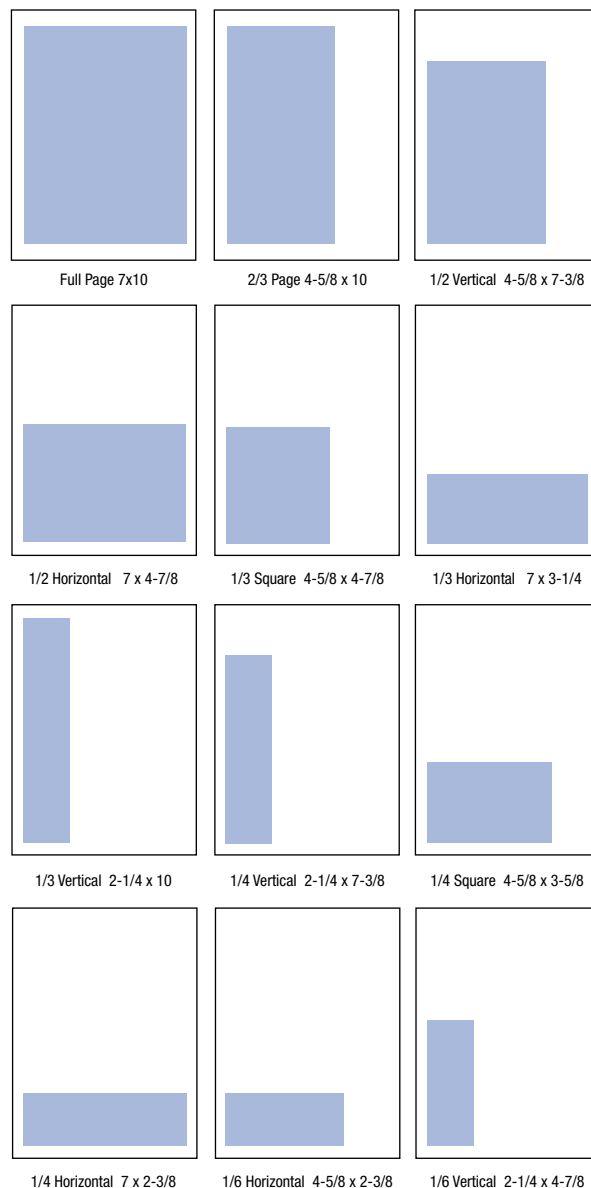 Full Page 7x10
2/3 Page 4-5/8 x 10
1/2 Vertical 4-5/8 x 7-3/8
1/2 Horizontal 7 x 4-7/8
1/3 Square 4-5/8 x 4-7/8
1/3 Horizontal 7 x 3-1/4
1/3 Vertical 2-1/4 x 10
1/4 Vertical 2-1/4 x 7-3/8
1/4 Square 4-5/8 x 3-5/8
1/4 Horizontal 7 x 2-3/8
1/6 Horizontal 4-5/8 x 2-3/8
1/6 Vertical 2-1/4 x 4-7/8